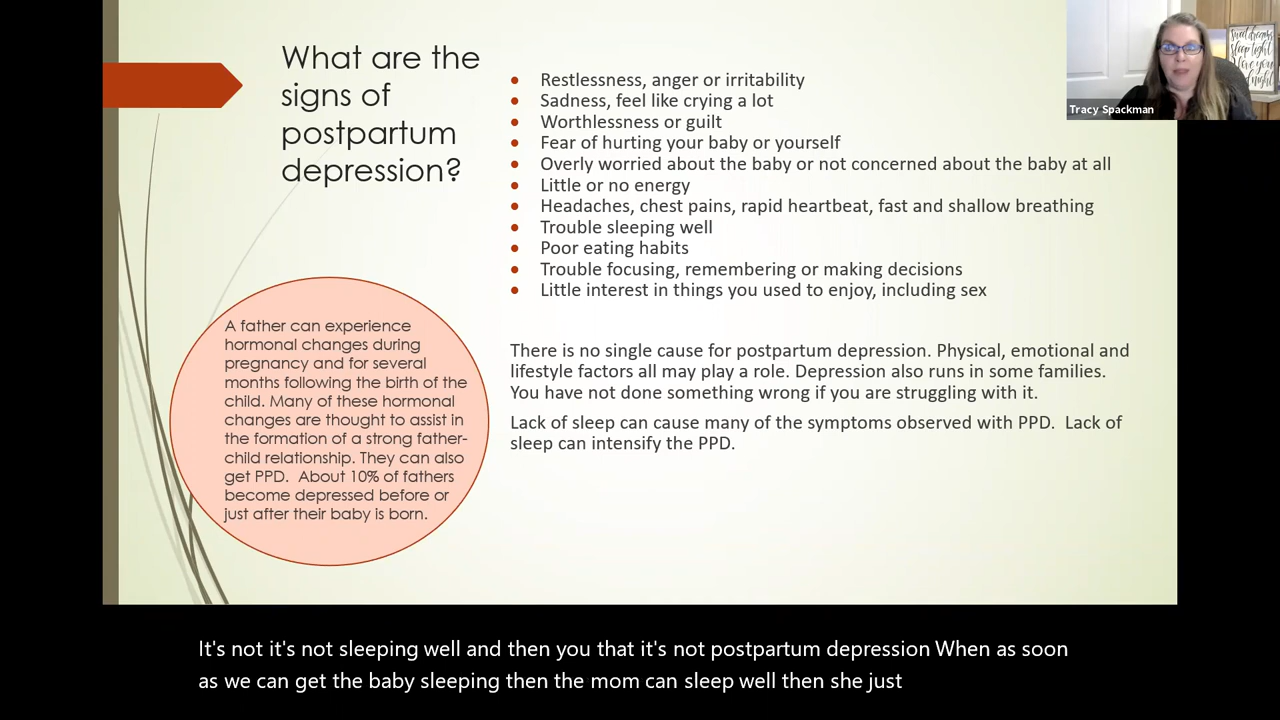 What are the
signs of
postpartum
depression?
Restlessness, anger or irritability
Sadness, feel like crying a lot
Worthlessness or guilt
Fear of hurting your baby or yourself
Overly worried about the baby or not concerned about the baby at all
Little or no energy
Headaches, chest pains, rapid heartbeat, fast and shallow breathing
Trouble sleeping well
Poor eating habits
Trouble focusing, remembering or making decisions
Little interest in things you used to enjoy, including sex
There is no single cause for postpartum depression. Physical, emotional and
lifestyle factors all may play a role. Depression also runs in some families.
You have not done something wrong if you are struggling with it.
Lack of sleep can cause many of the symptoms observed with PPD. Lack of
sleep can intensify the PPD.
A father can experience
hormonal changes during
pregnancy and for several
months following the birth of the
child. Many of these hormonal
changes are thought to assist in
the formation of a strong father-
child relationship. They can also
get PPD. About 10% of fathers
become depressed before or
just after their baby is born.
Tracy Spackman
sweet dreams
sleep tight
love you
It's not it's not sleeping well and then you that it's not postpartum depression When as soon
as we can get the baby sleeping then the mom can sleep well then she just